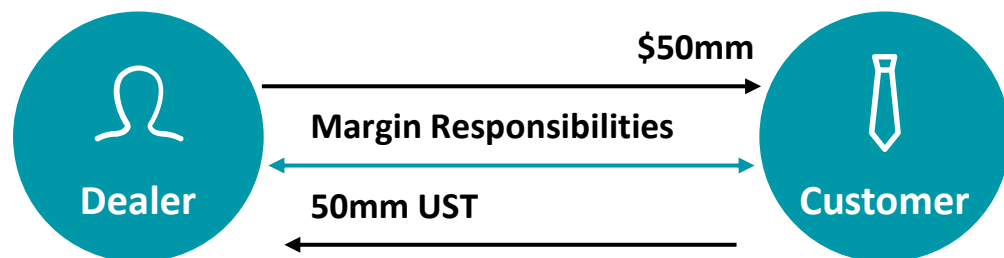 $50mm
Margin Responsibilities
Dealer
50mm UST
Customer